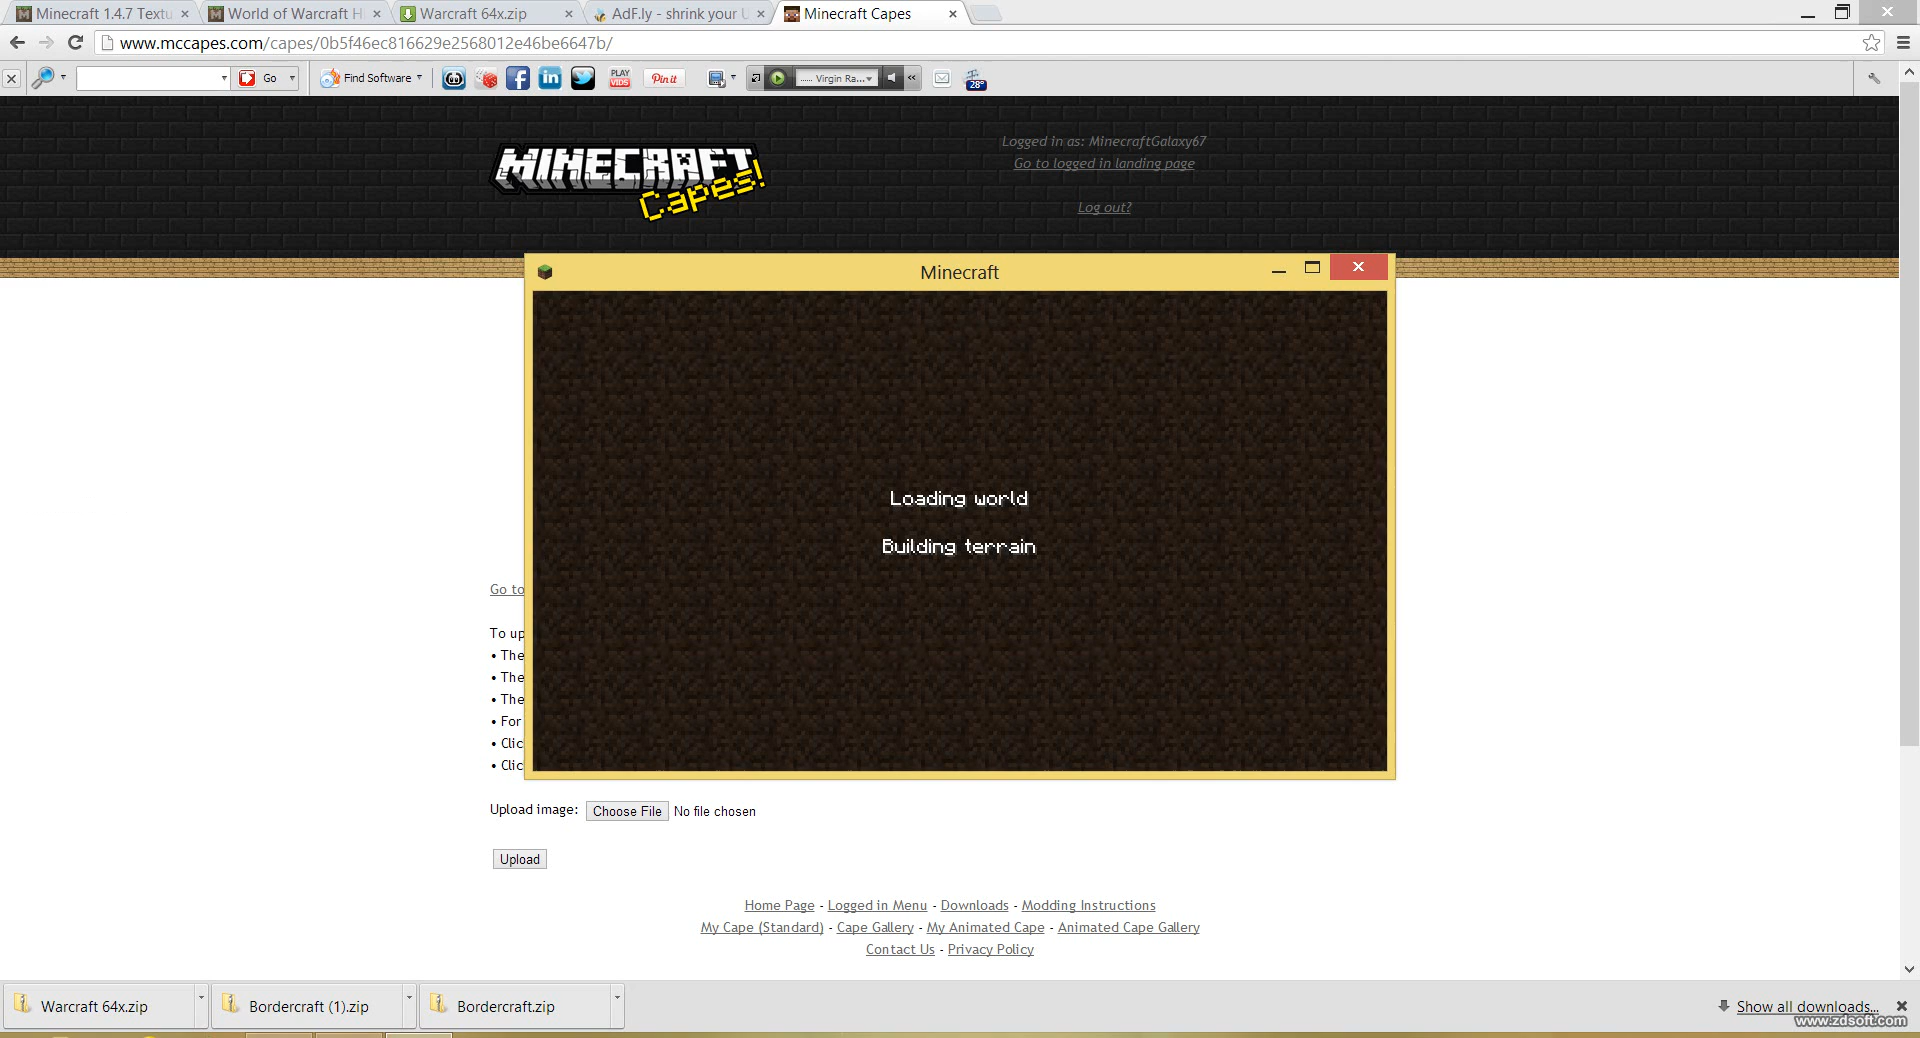 Minecraft 1.4.7 Textu
World of Warcraft H
Warcraft 64x.zip
AdF.ly - shrink your U
Minecraft Capes
www.mccapes.com/capes/0b5f46ec816629e2568012e46be6647b/
Go
Find Software
PLAY VIDS
Pin it
Virgin Ra...
28°
MINECRAFT
Capes!
Logged in as: MinecraftGalaxy67
Go to logged in landing page
Log out?
Minecraft
Loading world
Building terrain
Go to
To up
• The
• The
• The
• For
• Clic
• Clic
Upload image: Choose File No file chosen
Upload
Home Page - Logged in Menu - Downloads - Modding Instructions
My Cape (Standard) - Cape Gallery - My Animated Cape - Animated Cape Gallery
Contact Us - Privacy Policy
Warcraft 64x.zip
Bordercraft (1).zip
Bordercraft.zip
Show all downloads...
www.zdsoft.com